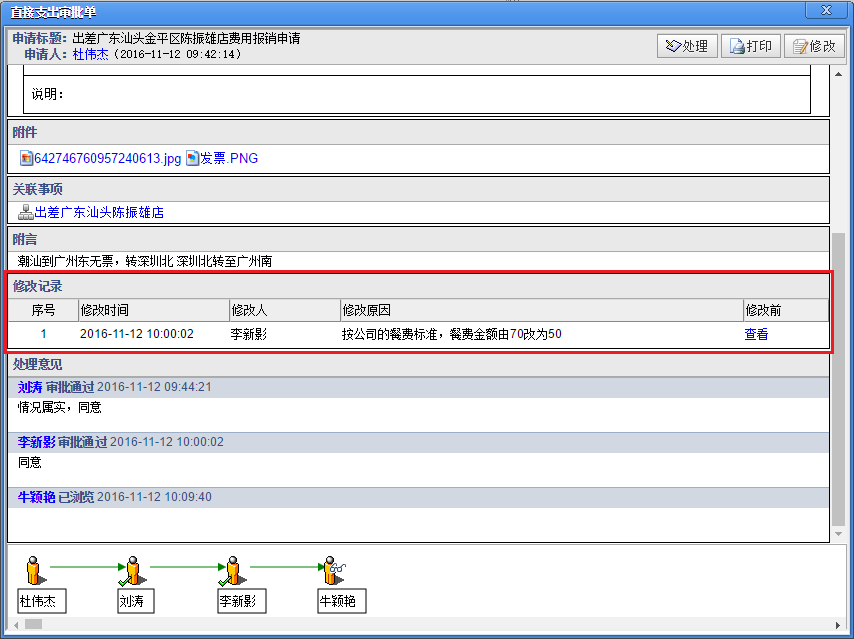 直接支出审批单
申请标题: 出差广东汕头金平区陈振雄店费用报销申请
申请人: 杜伟杰 (2016-11-12 09:42:14)
处理 打印 修改
说明:
附件
642746760957240613.jpg 发票.PNG
关联事项
出差广东汕头陈振雄店
附言
潮汕到广州东无票，转深圳北 深圳北转至广州南
修改记录
序号 修改时间 修改人 修改原因 修改前
1 2016-11-12 10:00:02 李新影 按公司的餐费标准，餐费金额由70改为50 查看
处理意见
刘涛 审批通过 2016-11-12 09:44:21
情况属实，同意
李新影 审批通过 2016-11-12 10:00:02
同意
牛颖艳 已浏览 2016-11-12 10:09:40
杜伟杰 刘涛 李新影 牛颖艳